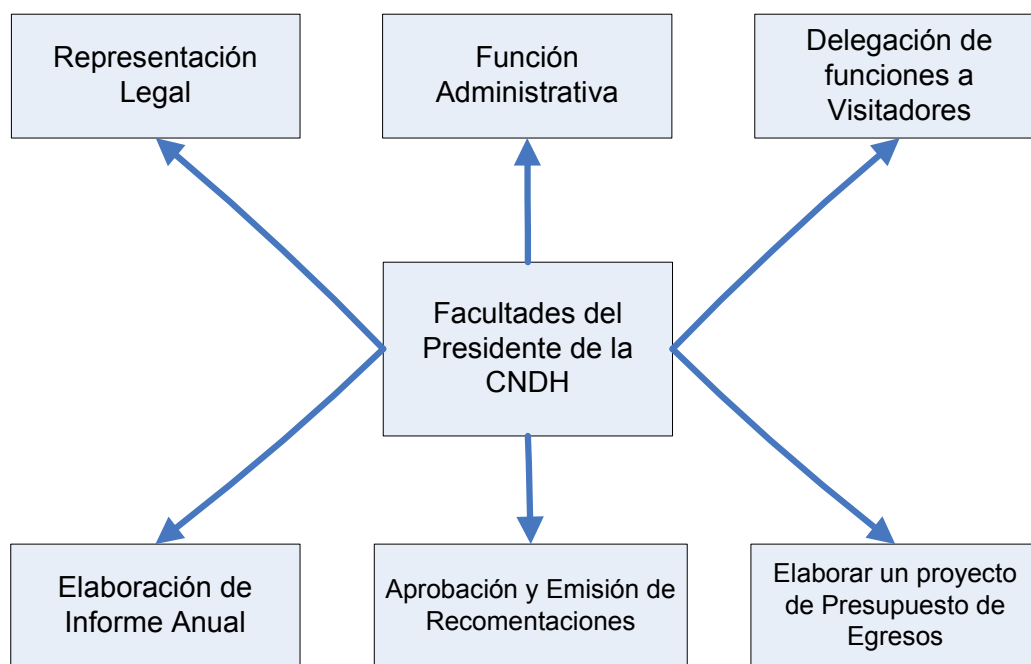 Representación
Legal
Función
Administrativa
Delegación de
funciones a
Visitadores
Facultades del
Presidente de la
CNDH
Elaboración de
Informe Anual
Aprobación y Emisión de
Recomentaciones
Elaborar un proyecto
de Presupuesto de
Egresos